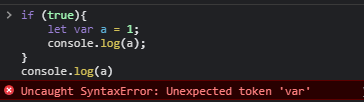 > if (true){
let var a = 1;
console.log(a);
}
console.log(a)
Uncaught SyntaxError: Unexpected token 'var'